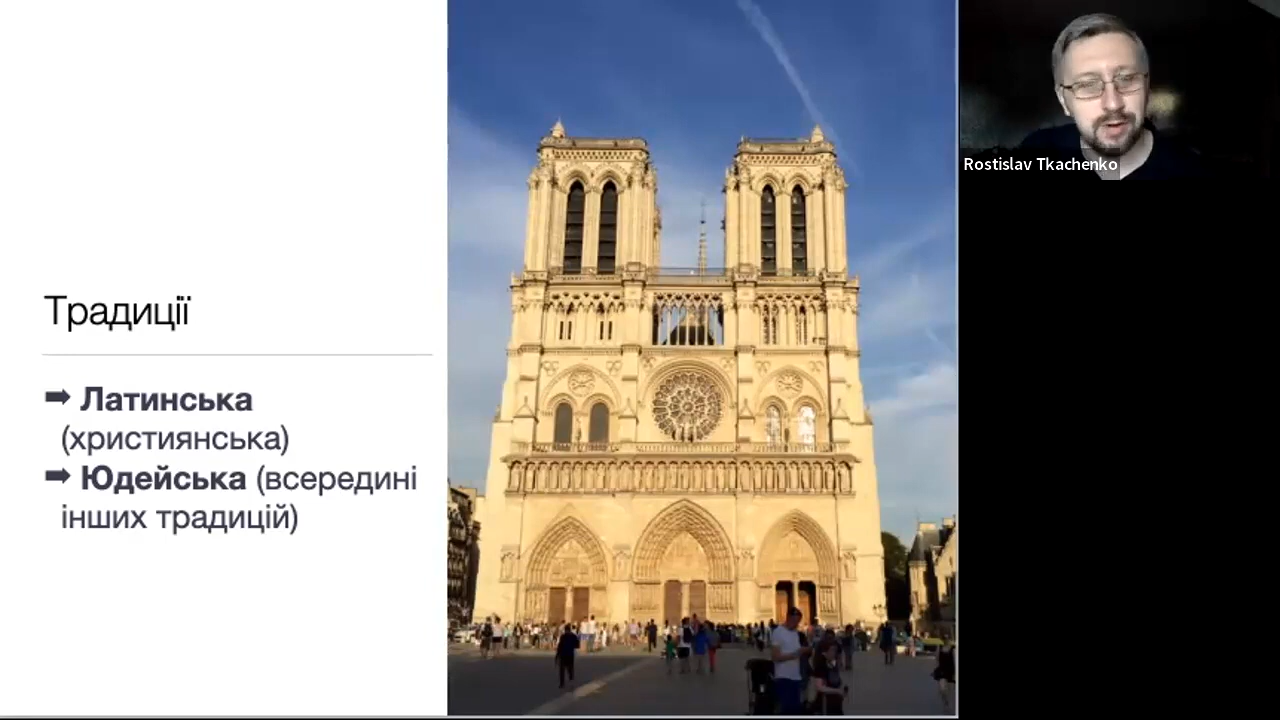 Традиції
➡ Латинська
(християнська)
➡ Юдейська (всередині
інших традицій)
Rostislav Tkachenko